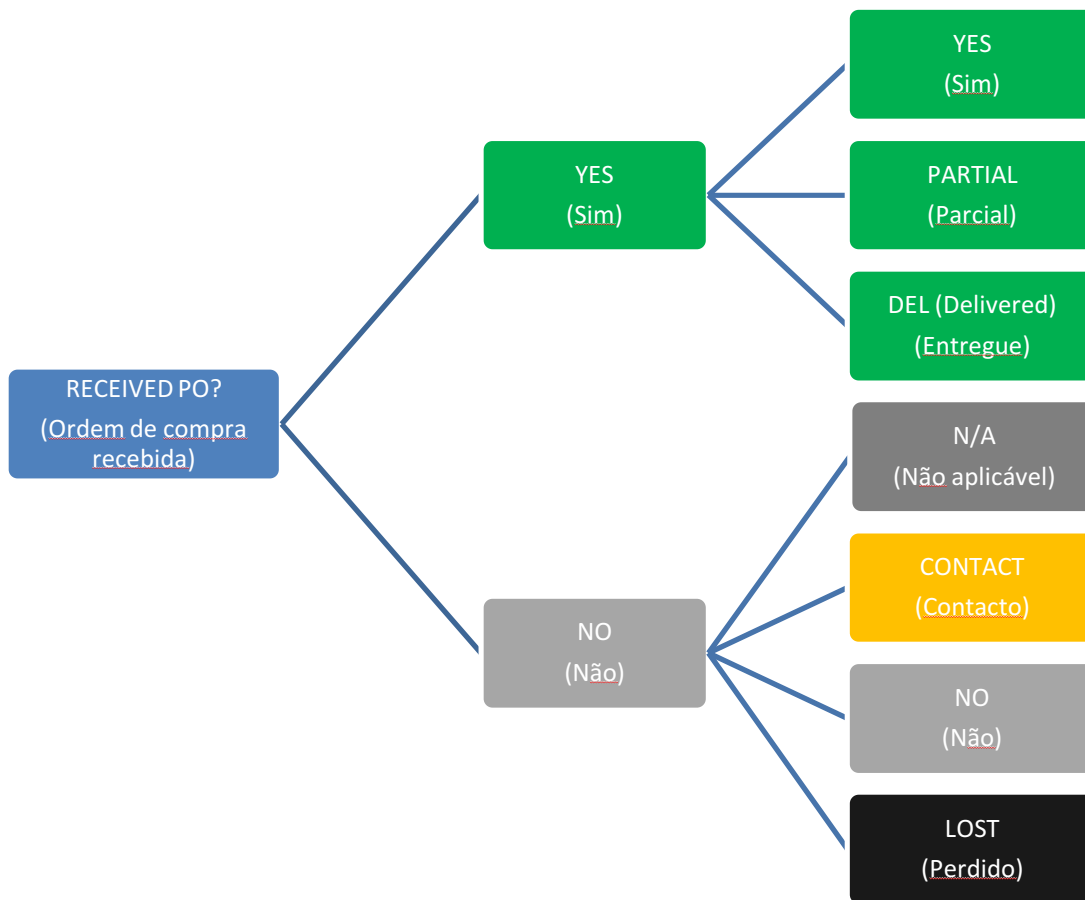 YES
(Sim)
YES
(Sim)
PARTIAL
(Parcial)
DEL (Delivered)
(Entregue)
RECEIVED PO?
(Ordem de compra
recebida)
N/A
(Não aplicável)
CONTACT
(Contacto)
NO
(Não)
NO
(Não)
LOST
(Perdido)